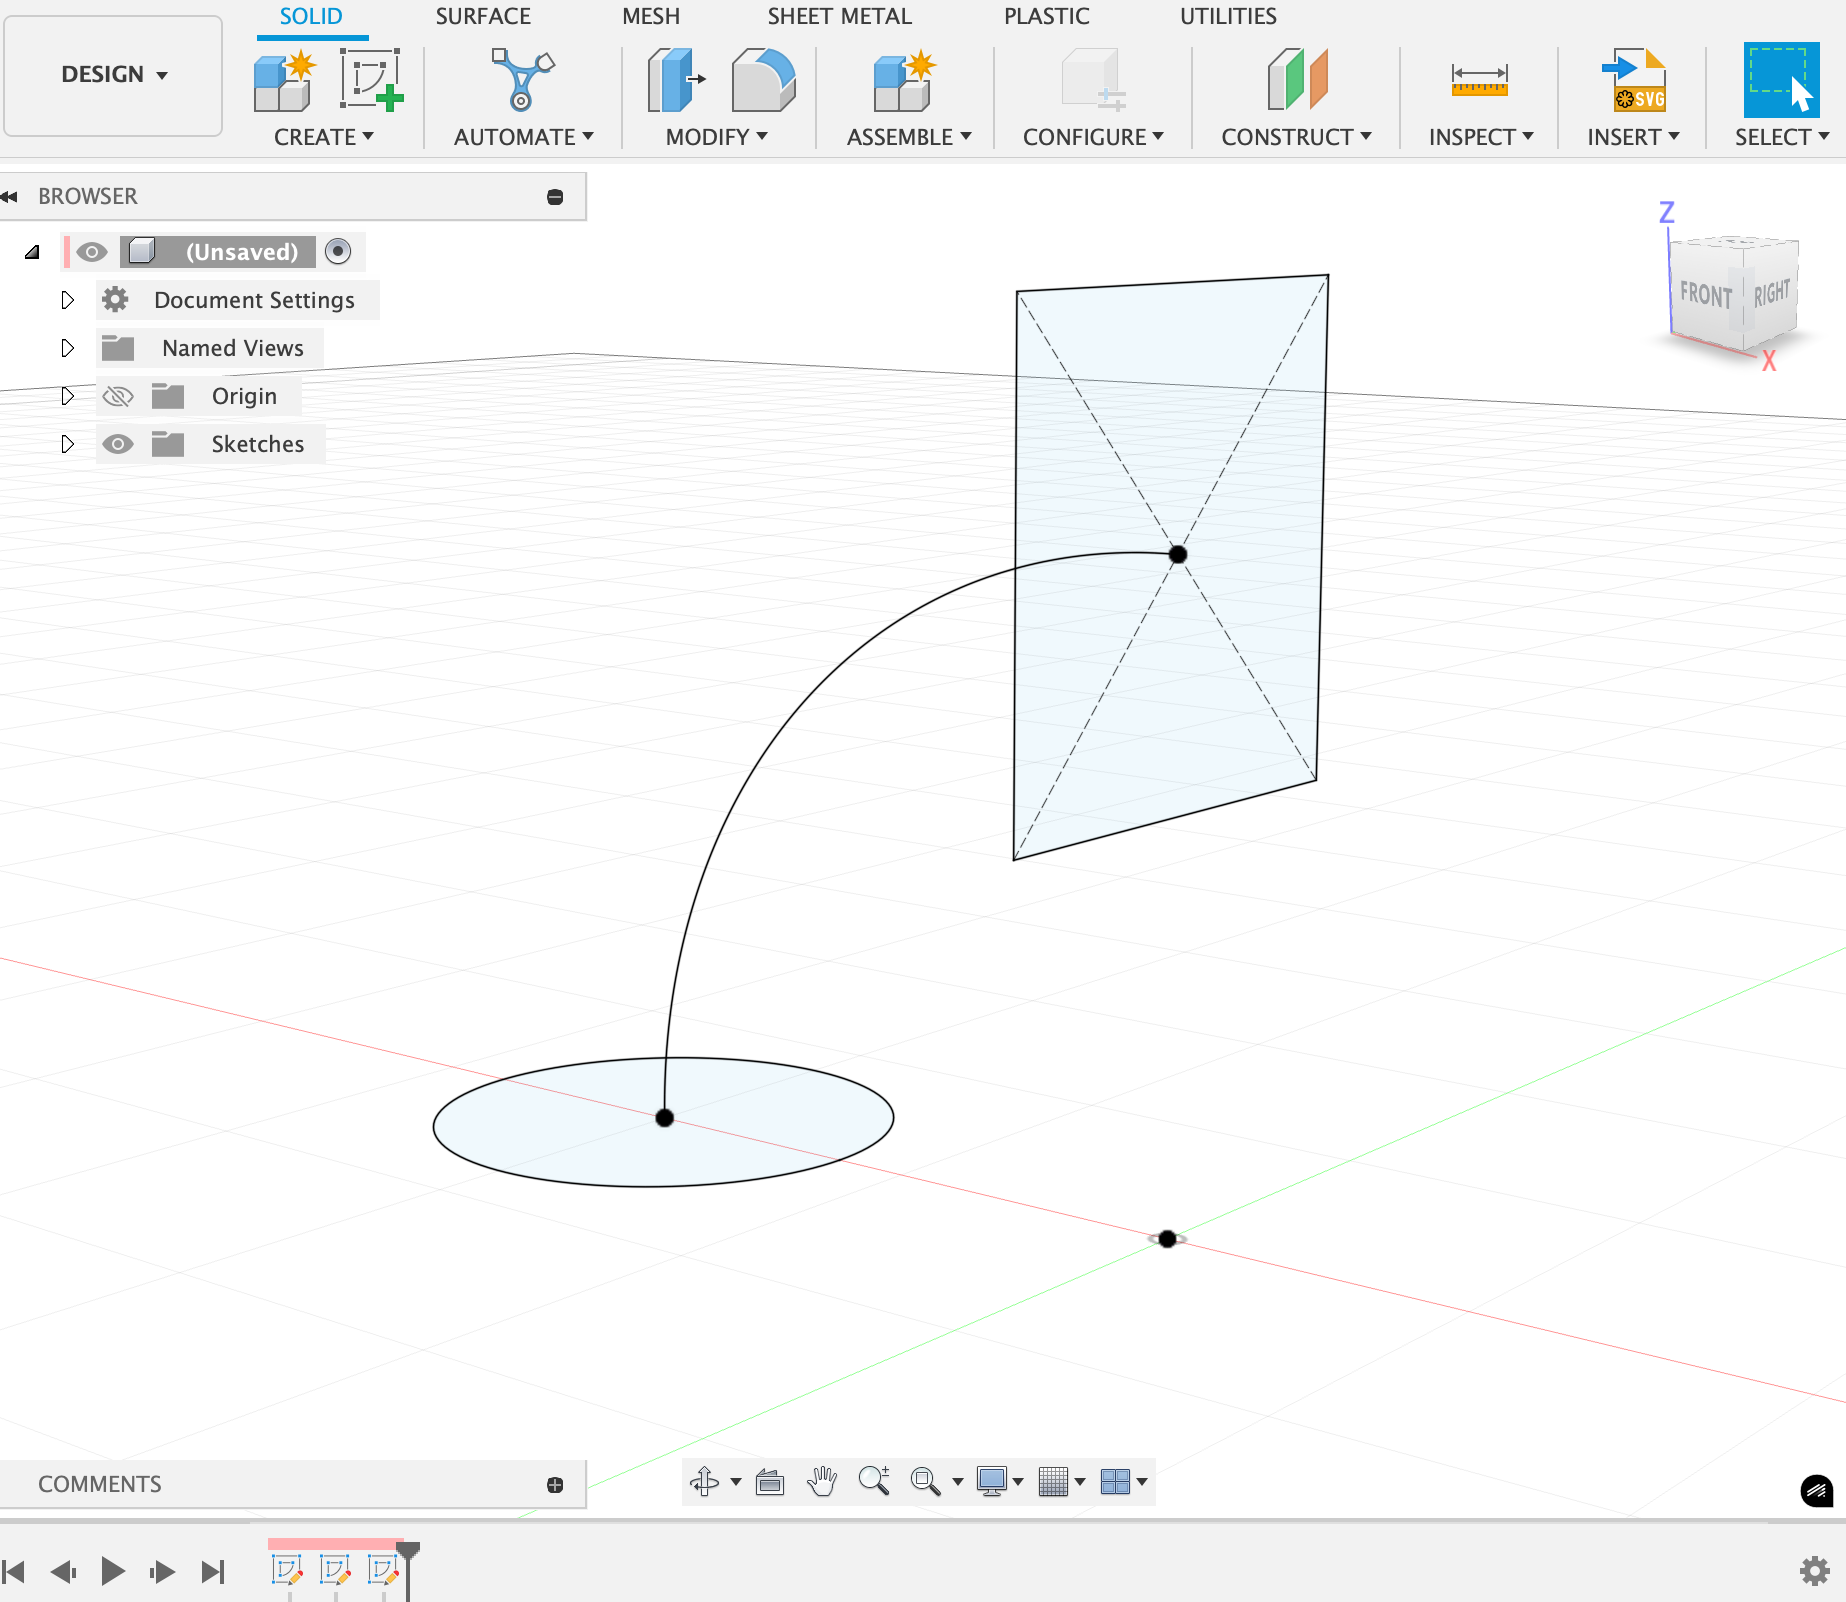 SOLID SURFACE MESH SHEET METAL PLASTIC UTILITIES
DESIGN
SVG
CREATE AUTOMATE MODIFY ASSEMBLE CONFIGURE CONSTRUCT INSPECT INSERT SELECT
BROWSER
(Unsaved)
Document Settings
Named Views
Origin
Sketches
Z
FRONT RIGHT
X
COMMENTS